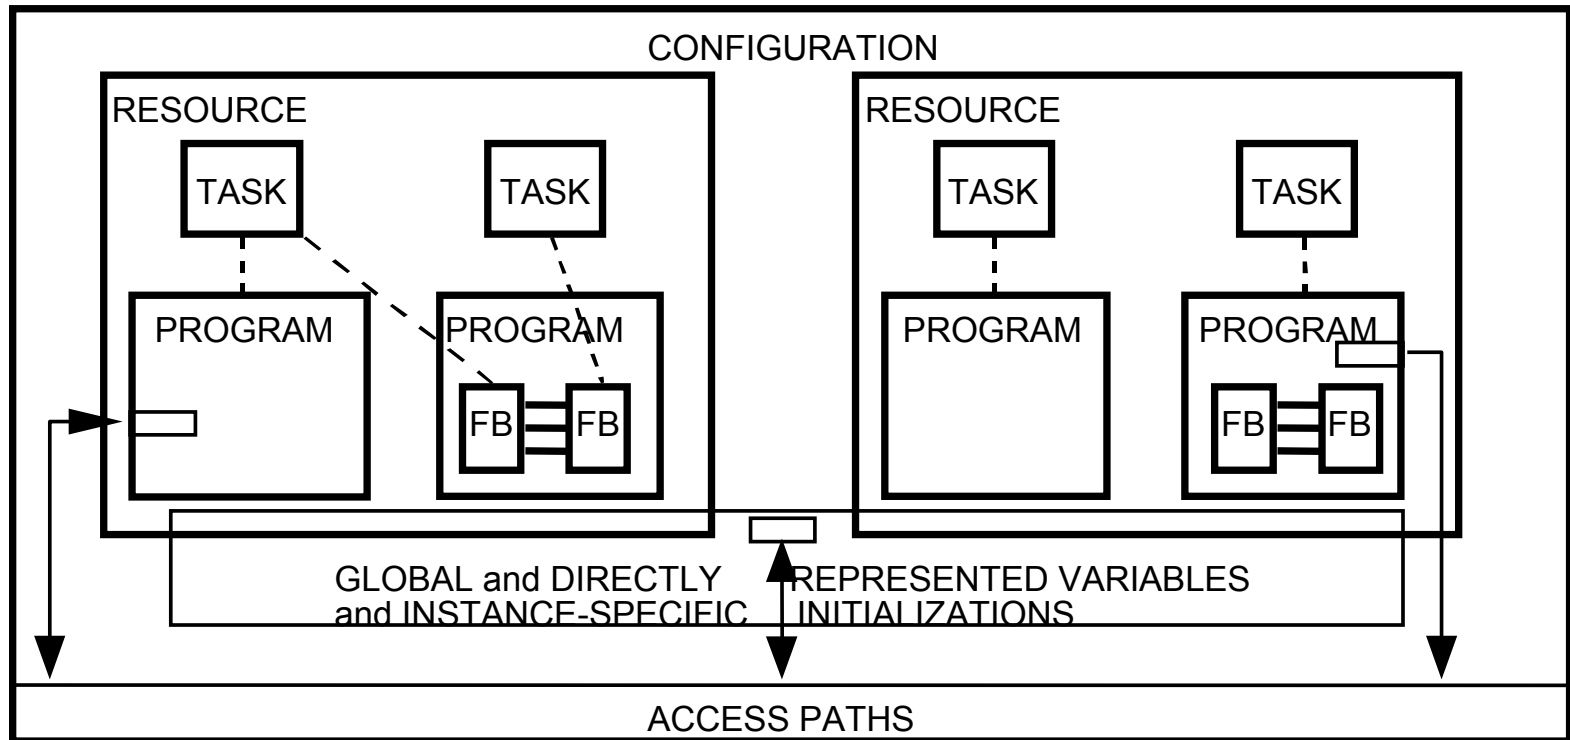 CONFIGURATION
RESOURCE RESOURCE
TASK TASK TASK TASK
PROGRAM PROGRAM PROGRAM PROGRAM
FB FB FB FB
GLOBAL and DIRECTLY REPRESENTED VARIABLES
and INSTANCE-SPECIFIC INITIALIZATIONS
ACCESS PATHS